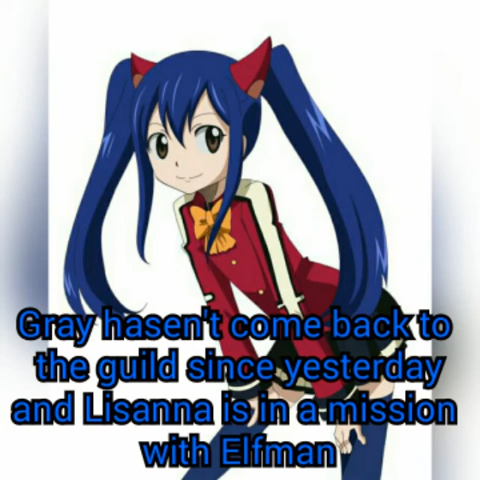 Gray hasen't come back to
the guild since yesterday
and Lisanna is in a mission
with Elfman